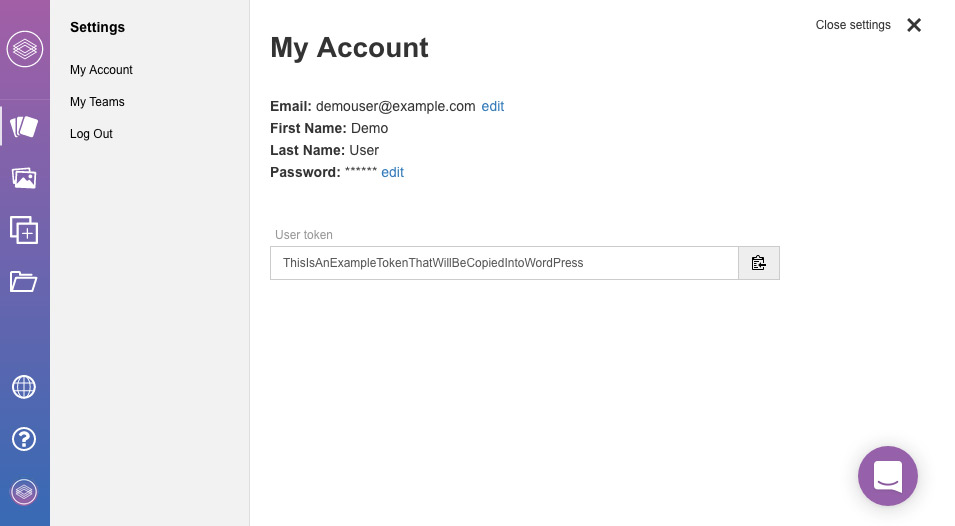 Settings
My Account
My Teams
Log Out
Close settings
My Account
Email: demouser@example.com edit
First Name: Demo
Last Name: User
Password: ****** edit
User token
ThisIsAnExampleTokenThatWillBeCopiedIntoWordPress